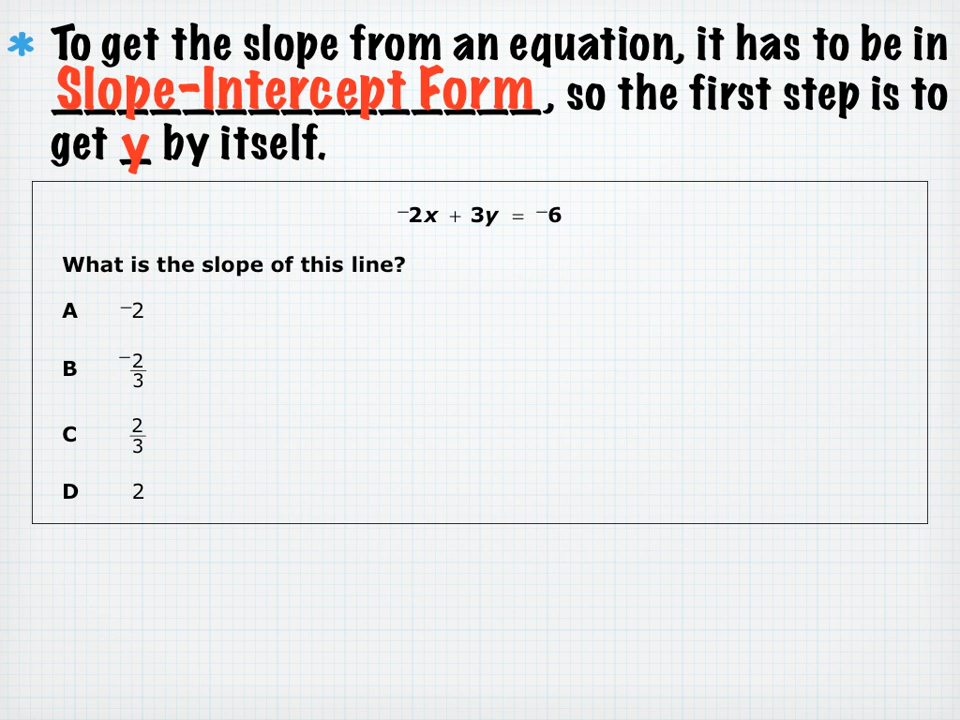 * To get the slope from an equation, it has to be in
Slope-Intercept Form, so the first step is to
get y by itself.
⁻2x + 3y = ⁻6
What is the slope of this line?
A ⁻2
B ⁻2/3
C 2/3
D 2